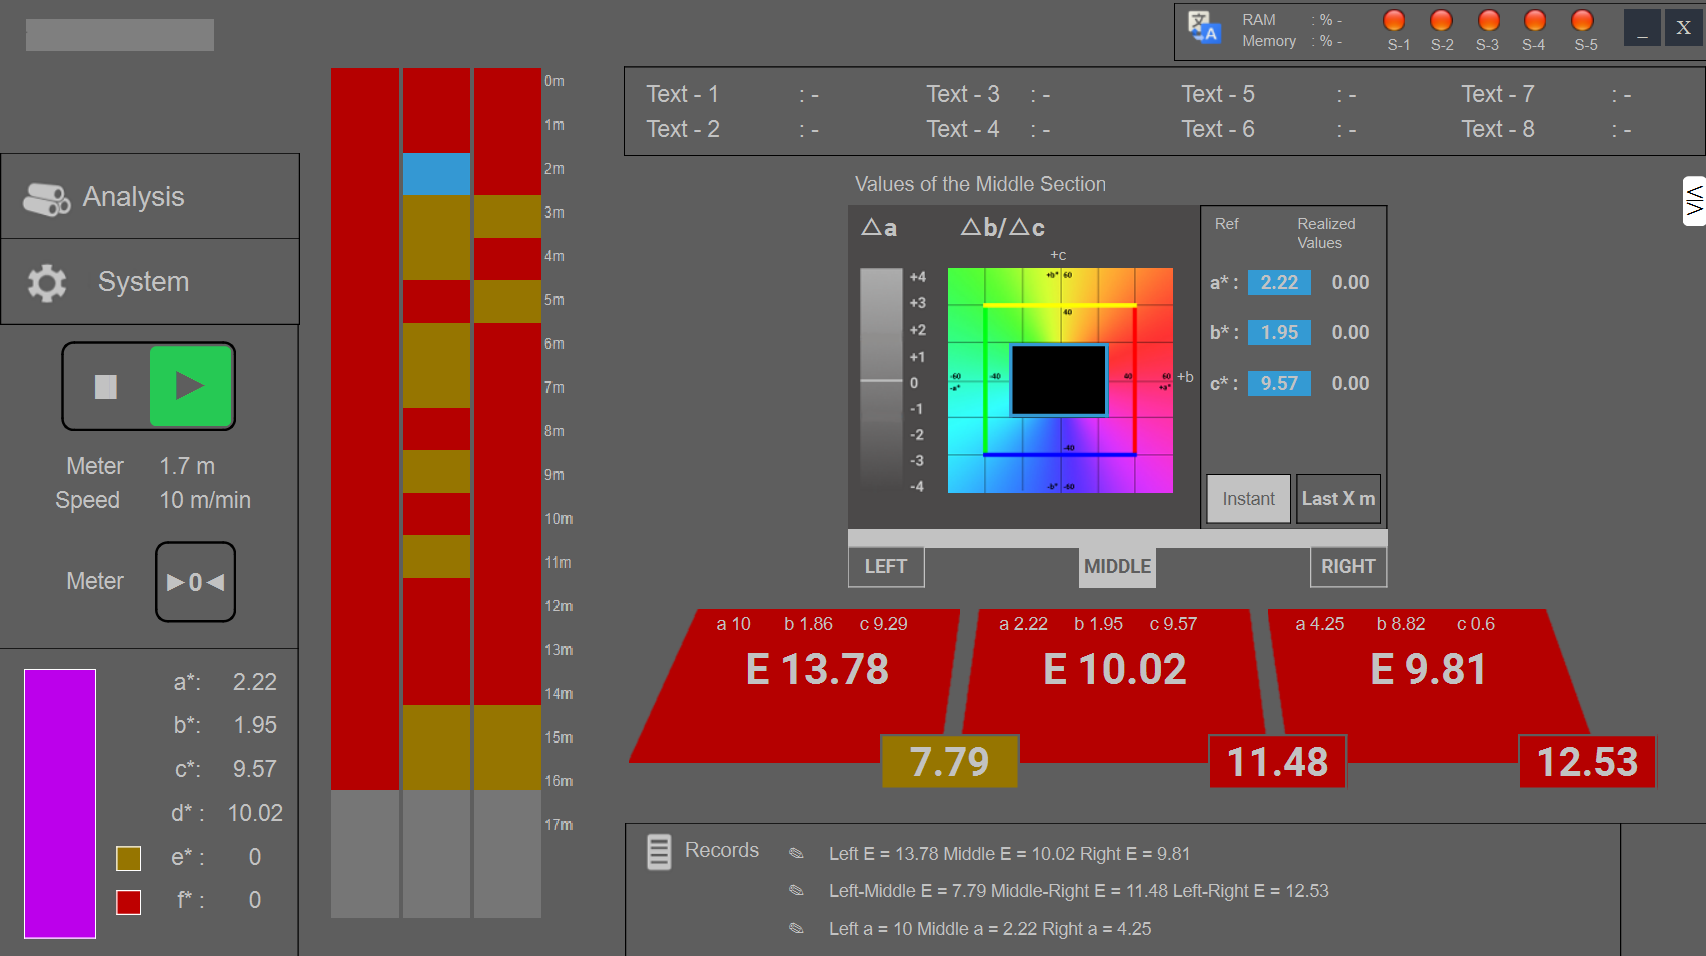 RAM : % -
Memory : % -
S-1 S-2 S-3 S-4 S-5
_ X
Text - 1 : - Text - 3 : - Text - 5 : - Text - 7 : -
Text - 2 : - Text - 4 : - Text - 6 : - Text - 8 : -
Analysis
System
Meter 1.7 m
Speed 10 m/min
Meter ▶0◀
a*: 2.22
b*: 1.95
c*: 9.57
d* : 10.02
e* : 0
f* : 0
0m
1m
2m
3m
4m
5m
6m
7m
8m
9m
10m
11m
12m
13m
14m
15m
16m
17m
Values of the Middle Section
△a △b/△c
+c
+4
+3
+2
+1
0
-1
-2
-3
-4
+b* 60
40
-60 -40 40 60
-a* +a*
-40
-b* -60
+b
Ref Realized
Values
a* : 2.22 0.00
b* : 1.95 0.00
c* : 9.57 0.00
Instant Last X m
LEFT MIDDLE RIGHT
a 10 b 1.86 c 9.29
E 13.78
a 2.22 b 1.95 c 9.57
E 10.02
a 4.25 b 8.82 c 0.6
E 9.81
7.79 11.48 12.53
Records
Left E = 13.78 Middle E = 10.02 Right E = 9.81
Left-Middle E = 7.79 Middle-Right E = 11.48 Left-Right E = 12.53
Left a = 10 Middle a = 2.22 Right a = 4.25